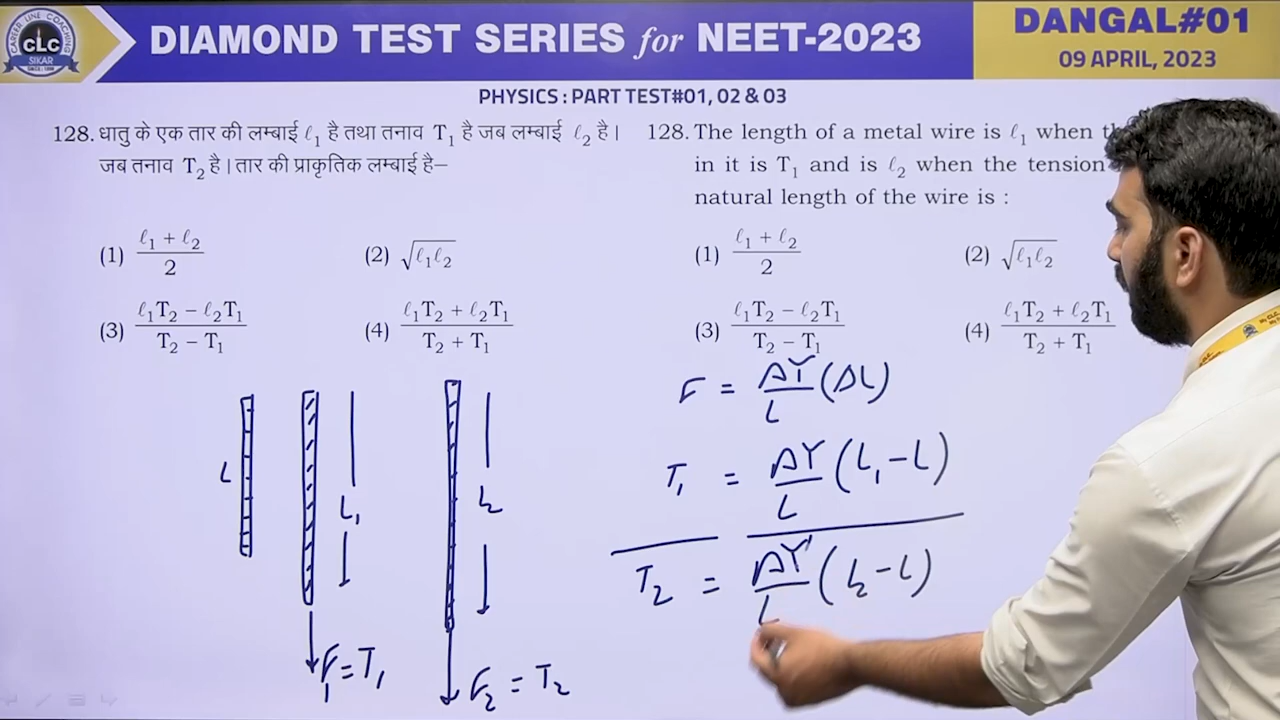 CAREER LINE COACHING
CLC
SIKAR
DIAMOND TEST SERIES for NEET-2023
DANGAL#01
09 APRIL, 2023
PHYSICS : PART TEST#01, 02 & 03
128. धातु के एक तार की लम्बाई ℓ₁ है तथा तनाव T₁ है जब लम्बाई ℓ₂ है।
जब तनाव T₂ है। तार की प्राकृतिक लम्बाई है–
(1) (ℓ₁ + ℓ₂)/2 (2) √(ℓ₁ℓ₂)
(3) (ℓ₁T₂ − ℓ₂T₁)/(T₂ − T₁) (4) (ℓ₁T₂ + ℓ₂T₁)/(T₂ + T₁)
128. The length of a metal wire is ℓ₁ when
in it is T₁ and is ℓ₂ when the tension
natural length of the wire is :
(1) (ℓ₁ + ℓ₂)/2 (2) √(ℓ₁ℓ₂)
(3) (ℓ₁T₂ − ℓ₂T₁)/(T₂ − T₁) (4) (ℓ₁T₂ + ℓ₂T₁)/(T₂ + T₁)
L
L₁
L₂
F₁ = T₁
F₂ = T₂
F = AY/L (ΔL)
T₁ = AY/L (L₁ − L)
T₂ = AY/L (L₂ − L)